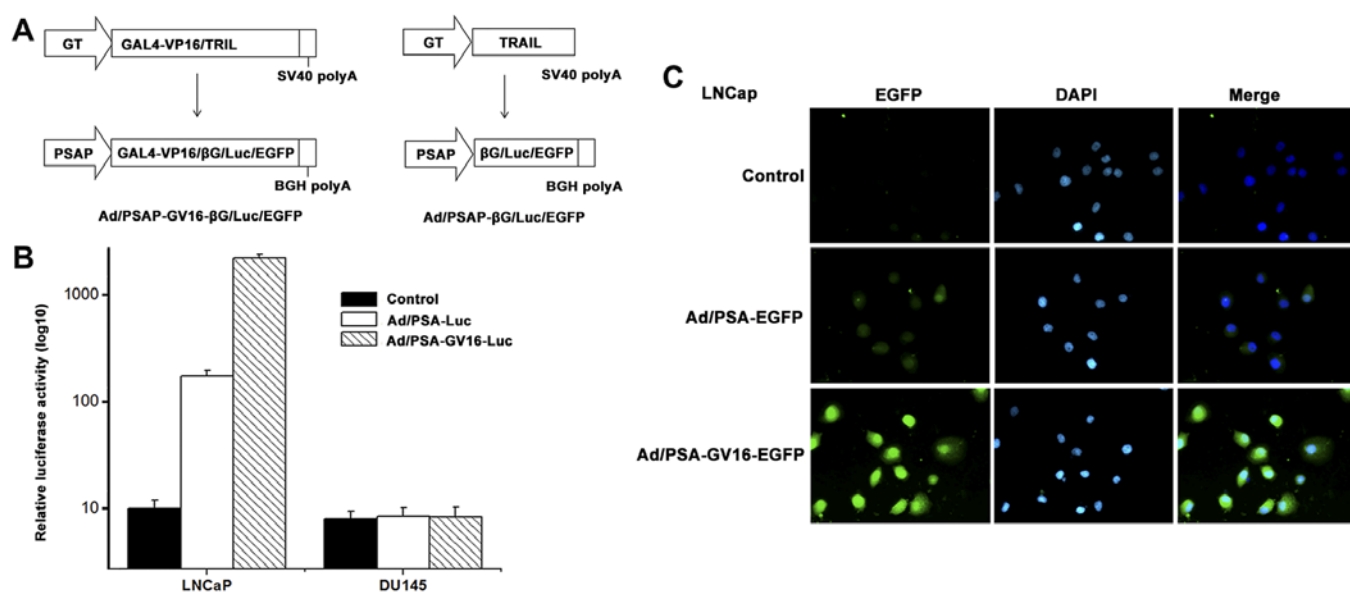 A
GT GAL4-VP16/TRIL
SV40 polyA
PSAP GAL4-VP16/βG/Luc/EGFP
BGH polyA
Ad/PSAP-GV16-βG/Luc/EGFP
GT TRAIL
SV40 polyA
PSAP βG/Luc/EGFP
BGH polyA
Ad/PSAP-βG/Luc/EGFP
B
Relative luciferase activity (log10)
1000
100
10
Control
Ad/PSA-Luc
Ad/PSA-GV16-Luc
LNCaP DU145
C
LNCap EGFP DAPI Merge
Control
Ad/PSA-EGFP
Ad/PSA-GV16-EGFP